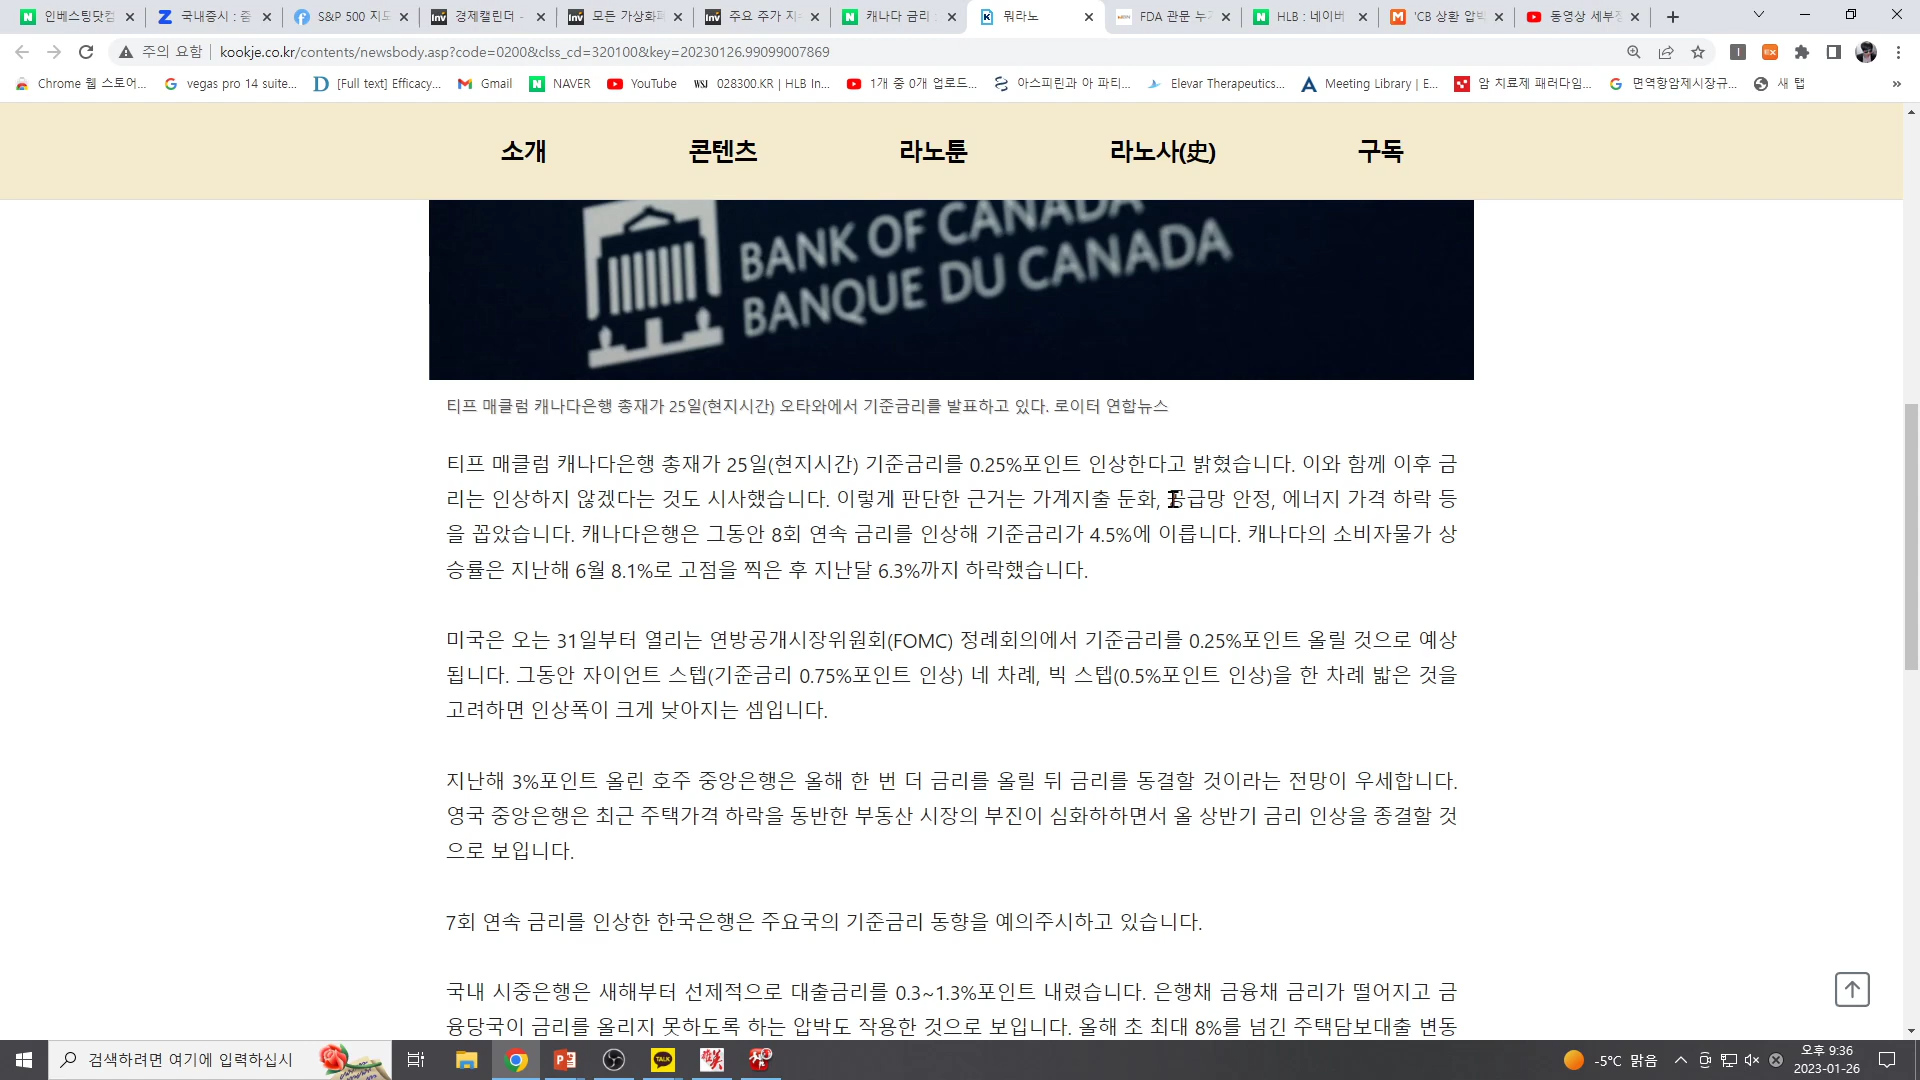 인베스팅닷컴
국내증시 : 줌
S&P 500 지도
경제캘린더 -
모든 가상화폐
주요 주가 지수
캐나다 금리
뭐라노
FDA 관문 누
HLB : 네이버
'CB 상환 압박
동영상 세부정
주의 요함
kookje.co.kr/contents/newsbody.asp?code=0200&clss_cd=320100&key=20230126.99099007869
Chrome 웹 스토어...
vegas pro 14 suite...
[Full text] Efficacy...
Gmail
NAVER
YouTube
WSJ 028300.KR | HLB In...
1개 중 0개 업로드...
아스피린과 아 파티...
Elevar Therapeutics...
Meeting Library | E...
암 치료제 패러다임...
면역항암제시장규...
새 탭
소개
콘텐츠
라노툰
라노사(史)
구독
BANK OF CANADA
BANQUE DU CANADA
티프 매클럼 캐나다은행 총재가 25일(현지시간) 오타와에서 기준금리를 발표하고 있다. 로이터 연합뉴스
티프 매클럼 캐나다은행 총재가 25일(현지시간) 기준금리를 0.25%포인트 인상한다고 밝혔습니다. 이와 함께 이후 금
리는 인상하지 않겠다는 것도 시사했습니다. 이렇게 판단한 근거는 가계지출 둔화, 공급망 안정, 에너지 가격 하락 등
을 꼽았습니다. 캐나다은행은 그동안 8회 연속 금리를 인상해 기준금리가 4.5%에 이릅니다. 캐나다의 소비자물가 상
승률은 지난해 6월 8.1%로 고점을 찍은 후 지난달 6.3%까지 하락했습니다.
미국은 오는 31일부터 열리는 연방공개시장위원회(FOMC) 정례회의에서 기준금리를 0.25%포인트 올릴 것으로 예상
됩니다. 그동안 자이언트 스텝(기준금리 0.75%포인트 인상) 네 차례, 빅 스텝(0.5%포인트 인상)을 한 차례 밟은 것을
고려하면 인상폭이 크게 낮아지는 셈입니다.
지난해 3%포인트 올린 호주 중앙은행은 올해 한 번 더 금리를 올릴 뒤 금리를 동결할 것이라는 전망이 우세합니다.
영국 중앙은행은 최근 주택가격 하락을 동반한 부동산 시장의 부진이 심화하하면서 올 상반기 금리 인상을 종결할 것
으로 보입니다.
7회 연속 금리를 인상한 한국은행은 주요국의 기준금리 동향을 예의주시하고 있습니다.
국내 시중은행은 새해부터 선제적으로 대출금리를 0.3~1.3%포인트 내렸습니다. 은행채 금융채 금리가 떨어지고 금
융당국이 금리를 올리지 못하도록 하는 압박도 작용한 것으로 보입니다. 올해 초 최대 8%를 넘긴 주택담보대출 변동
검색하려면 여기에 입력하십시
TALK
-5°C 맑음
오후 9:36
2023-01-26